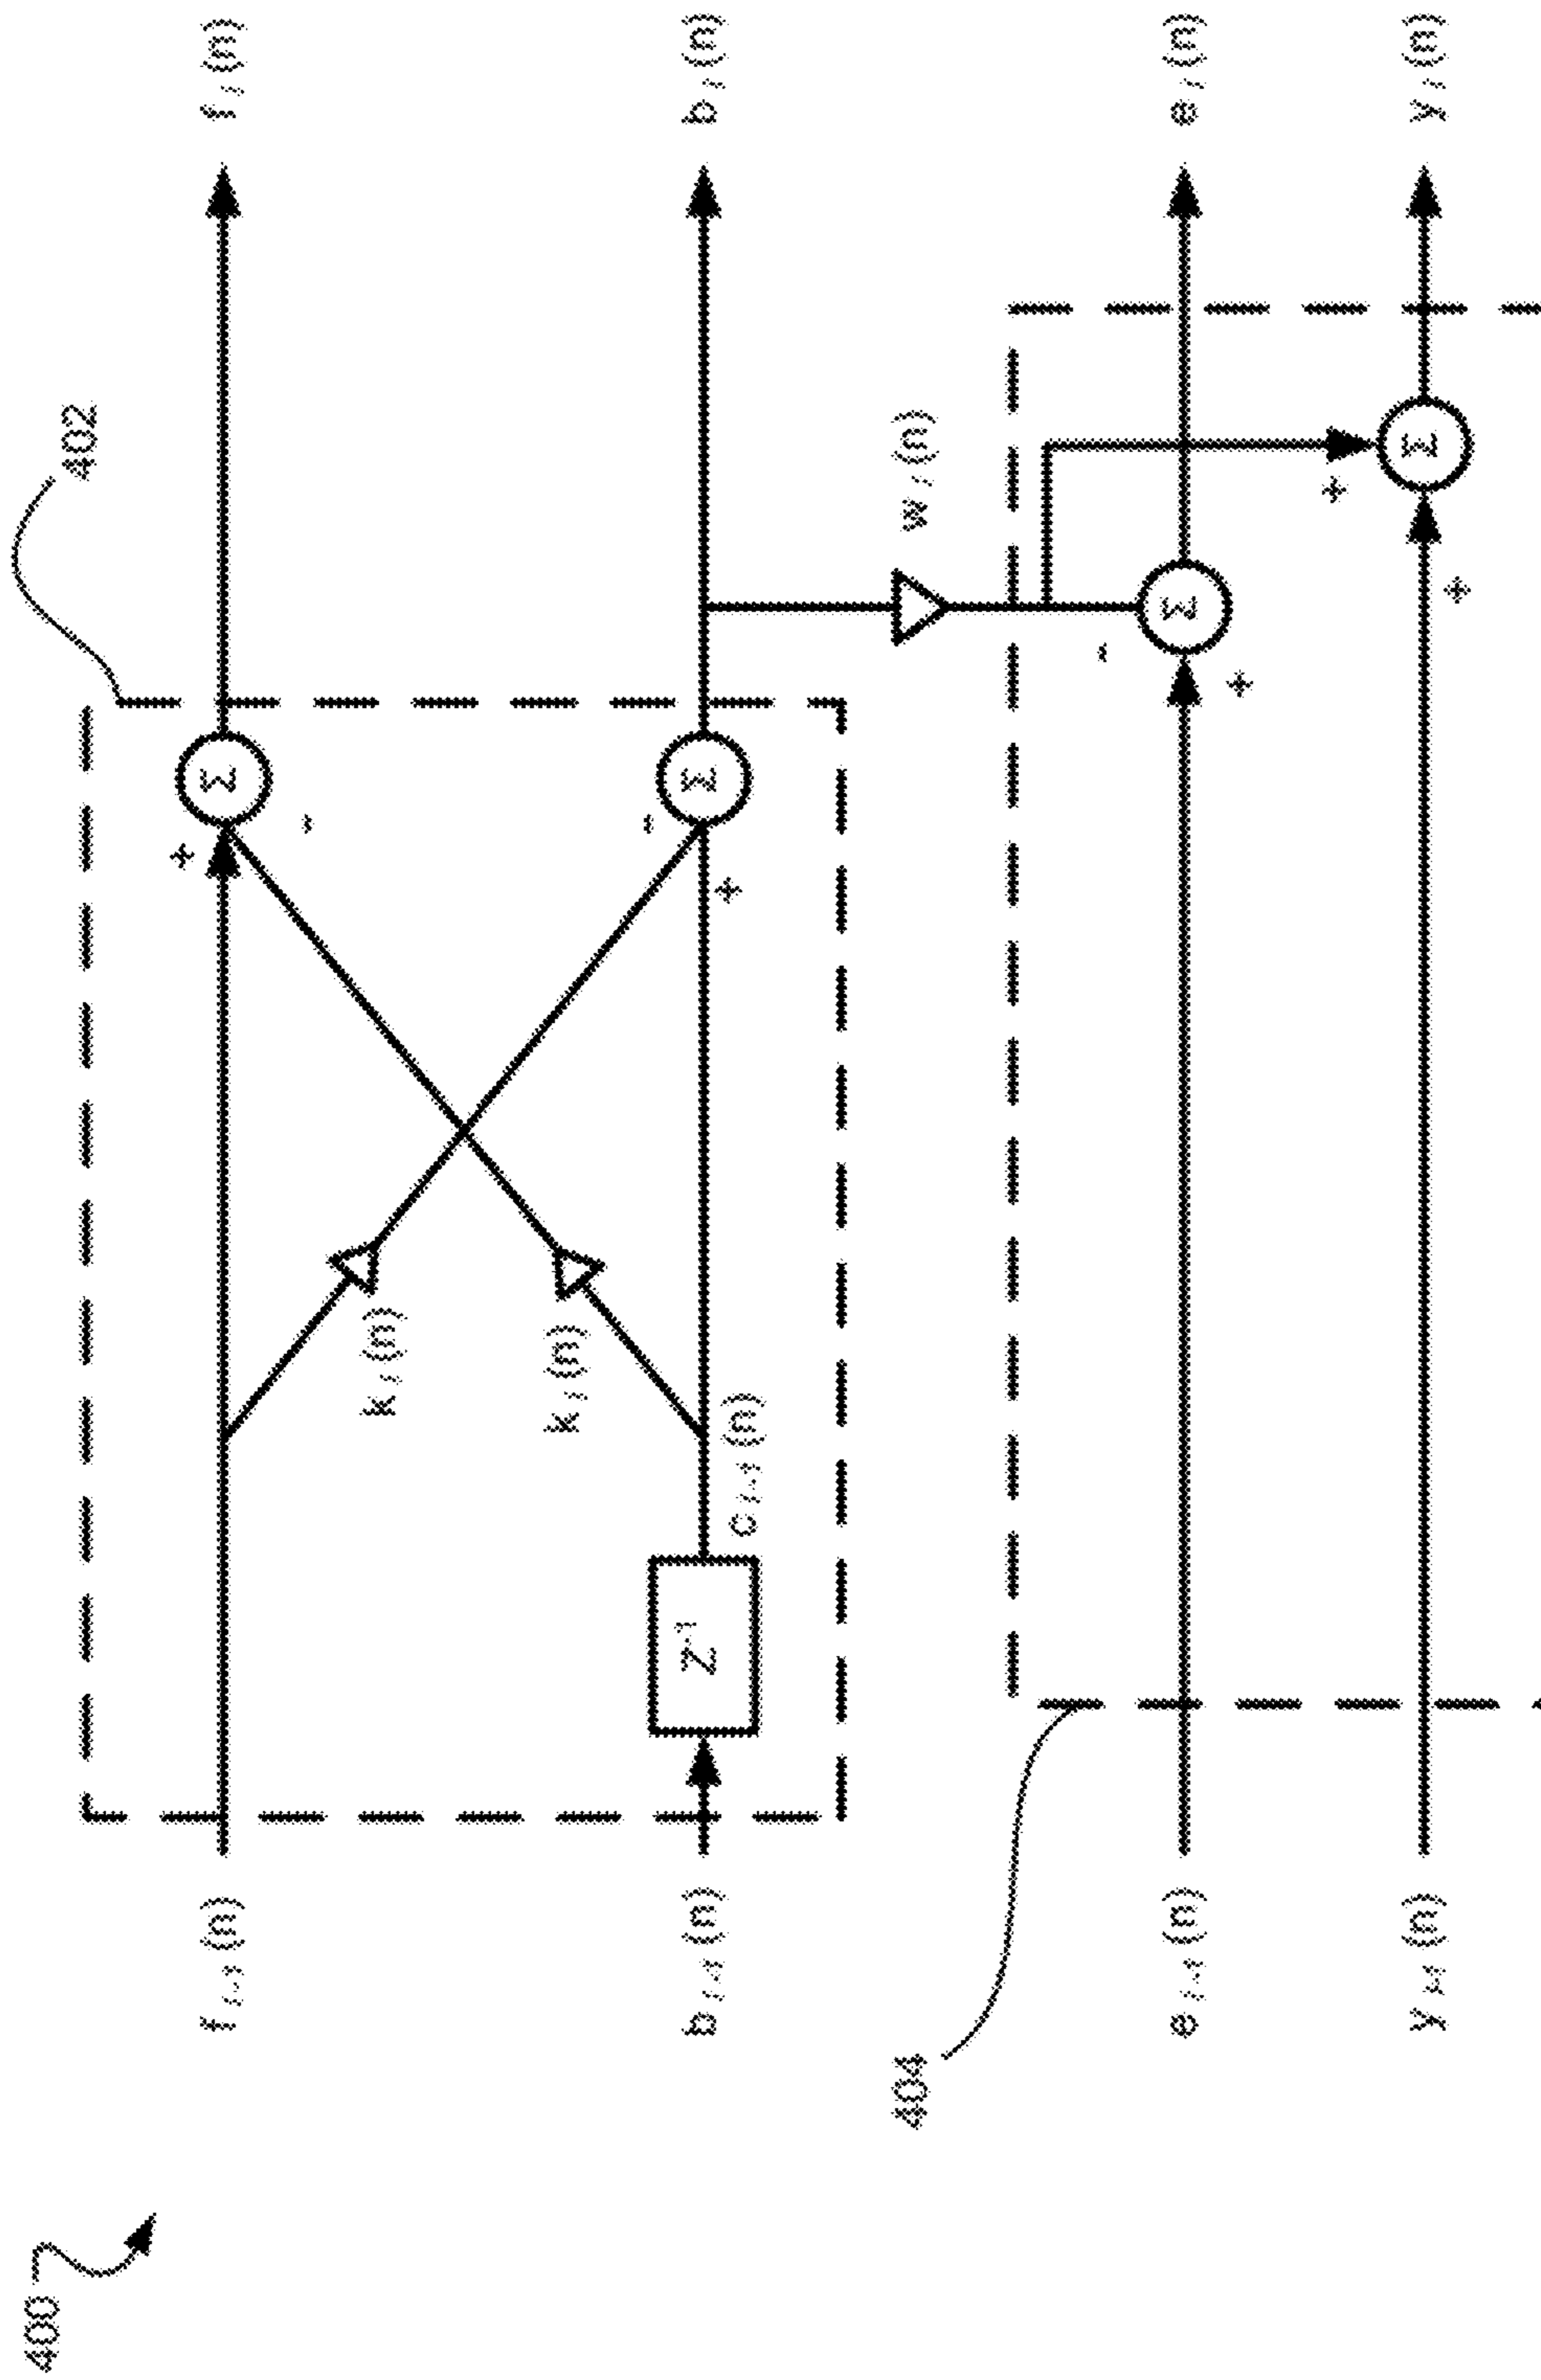 400
402
f i-1 (n)
+
Σ
-
f i (n)
k i (n)
k i (n)
b i-1 (n)
Z-1
c i-1 (n)
-
+
Σ
b i (n)
w i (n)
404
e i-1 (n)
-
+
Σ
e i (n)
y i-1 (n)
+
+
Σ
y i (n)